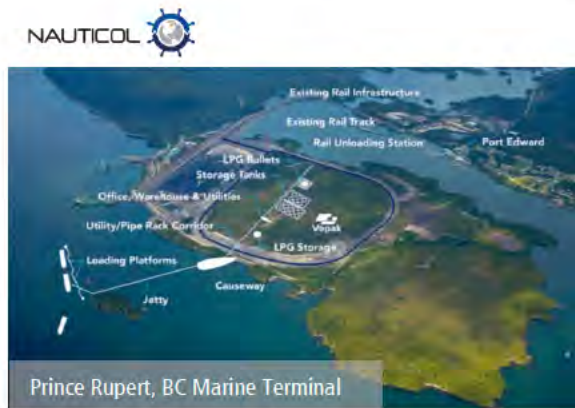 NAUTICOL
Existing Rail Infrastructure
Existing Rail Track
Rail Unloading Station
Port Edward
LPG Bullets
Storage Tanks
Office, Warehouse & Utilities
Utility/Pipe Rack Corridor
Vopak
LPG Storage
Loading Platforms
Causeway
Jetty
Prince Rupert, BC Marine Terminal